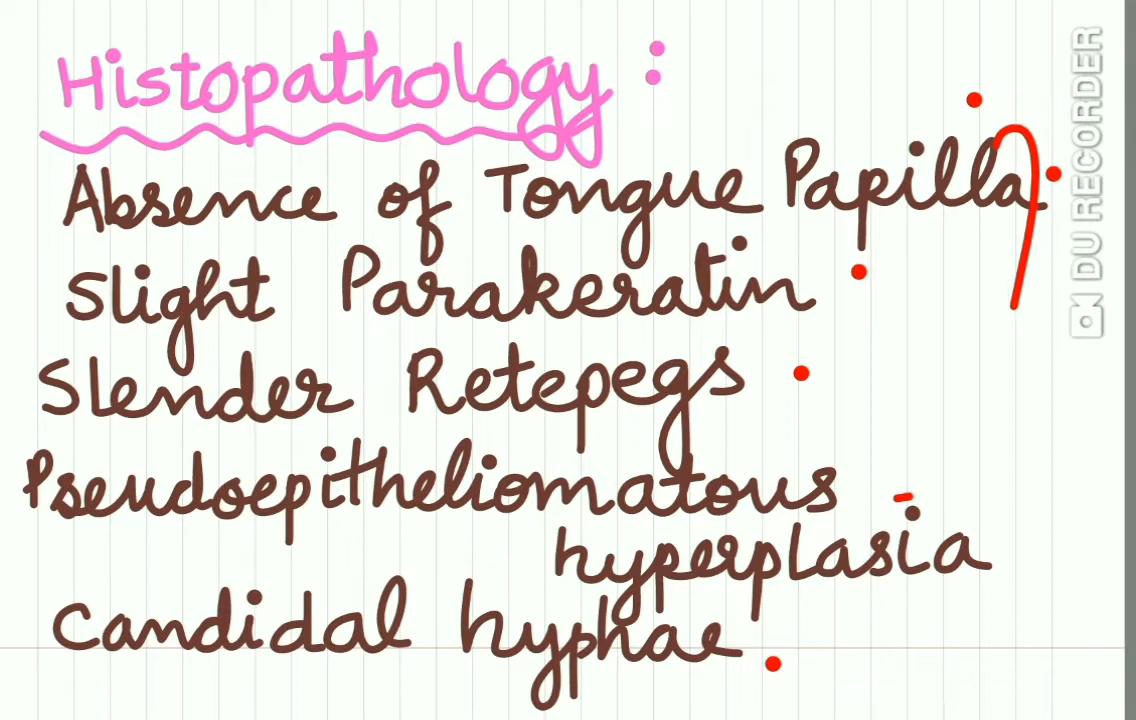 Histopathology :
Absence of Tongue Papilla.
Slight Parakeratin .
Slender Retepegs .
Pseudoepitheliomatous -
hyperplasia
Candidal hyphae .
DU RECORDER